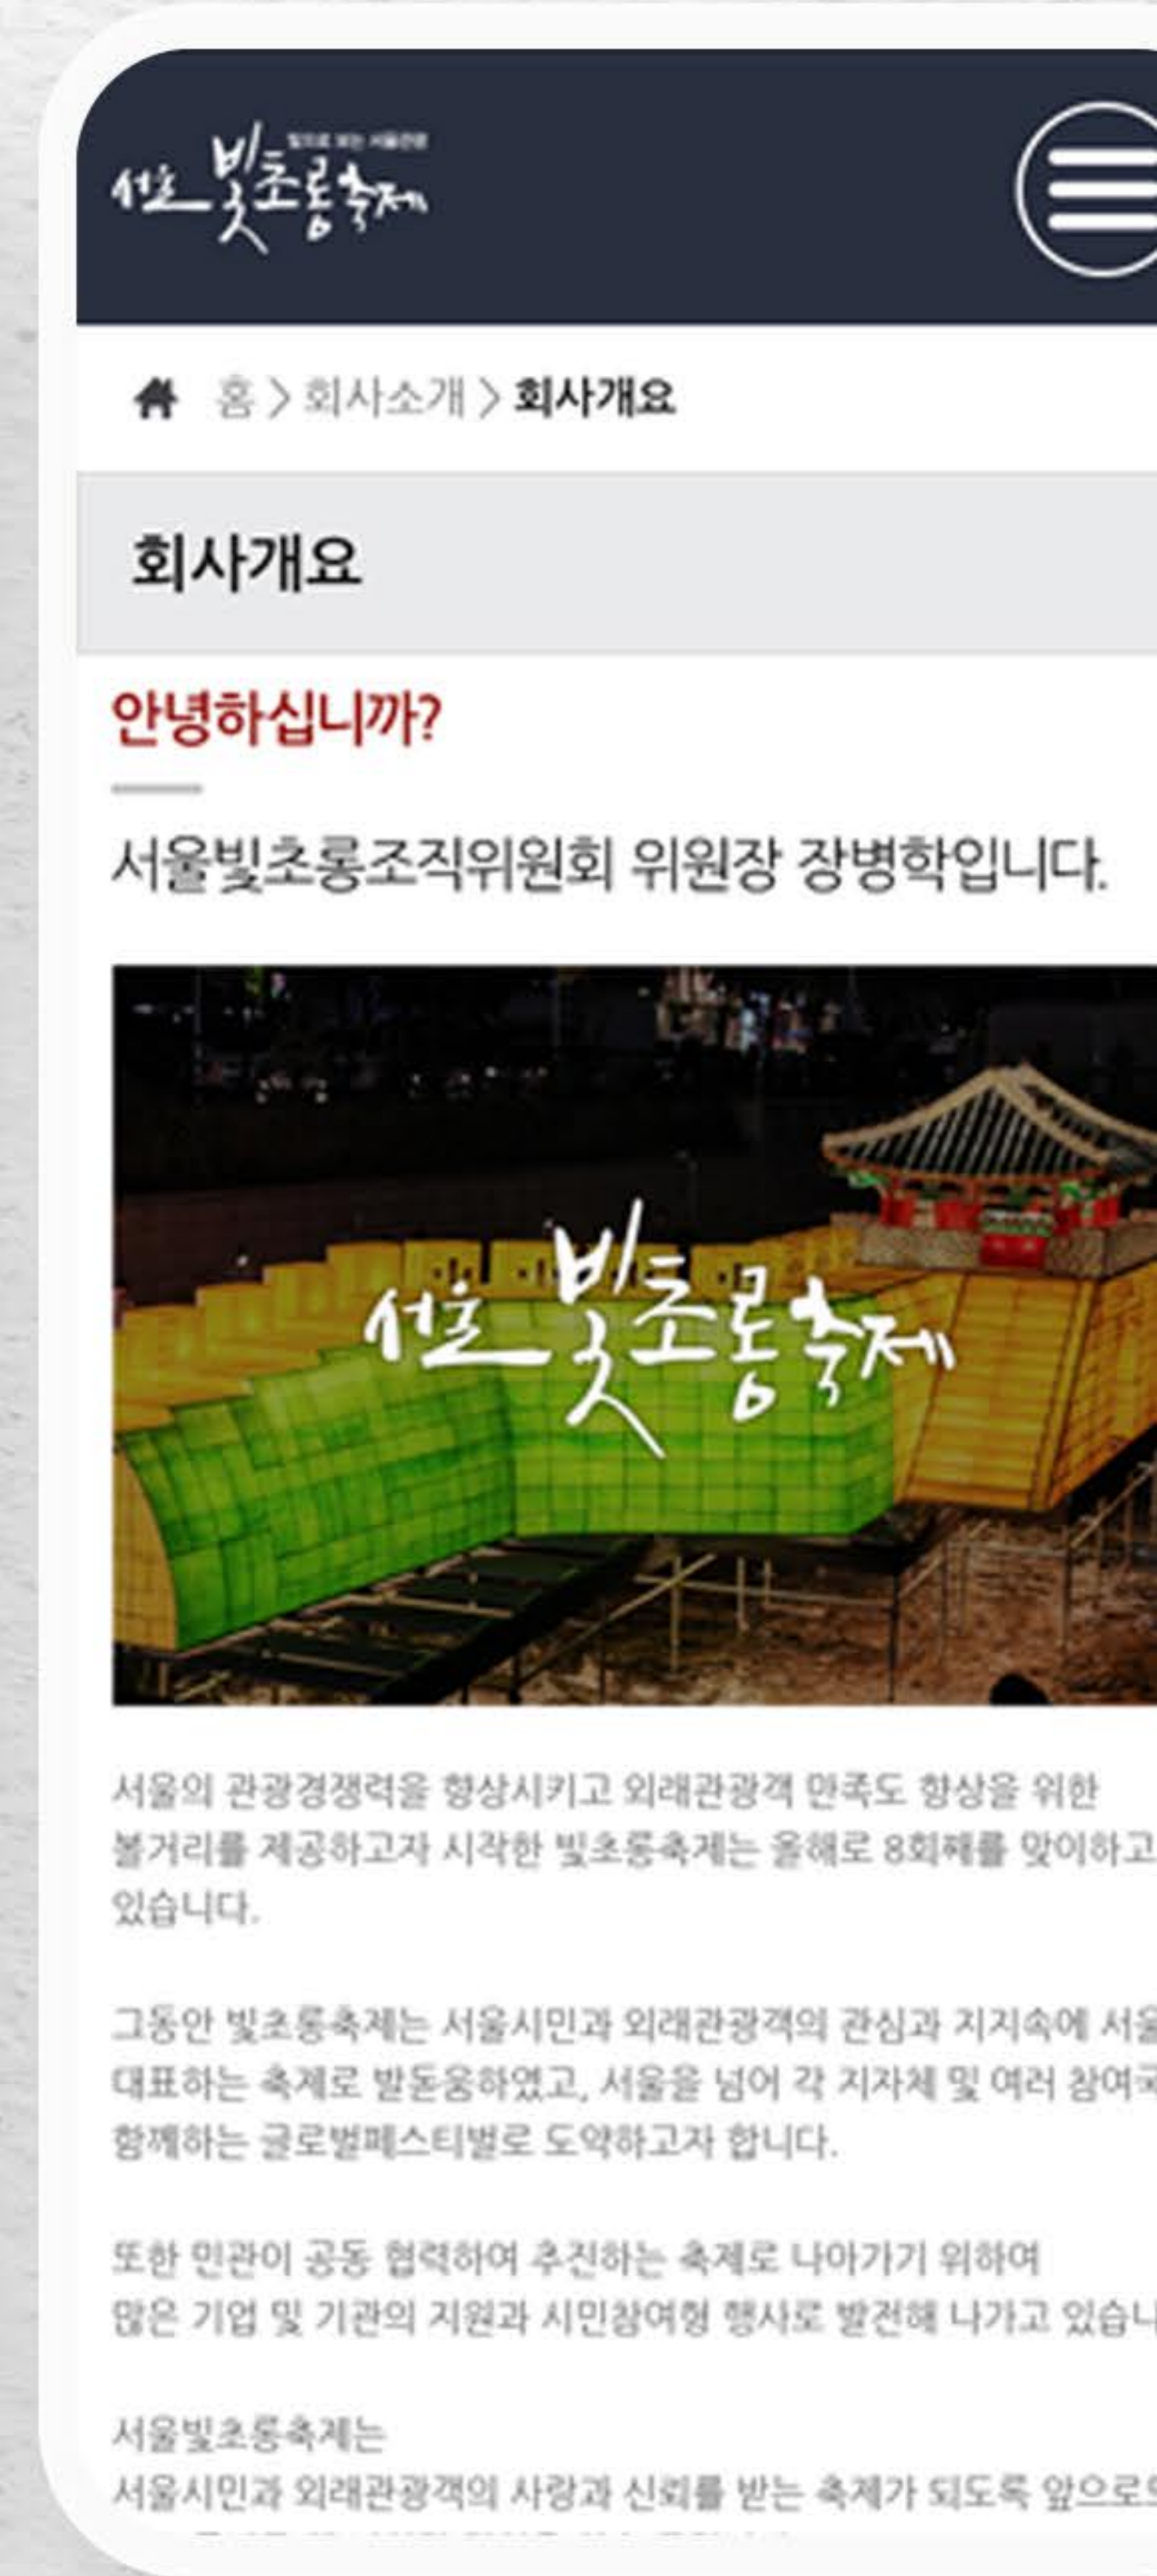 빛으로 보는 서울관광
서울 빛초롱축제
홈 > 회사소개 > 회사개요
회사개요
안녕하십니까?
서울빛초롱조직위원회 위원장 장병학입니다.
서울 빛초롱축제
서울의 관광경쟁력을 향상시키고 외래관광객 만족도 향상을 위한
볼거리를 제공하고자 시작한 빛초롱축제는 올해로 8회째를 맞이하고
있습니다.
그동안 빛초롱축제는 서울시민과 외래관광객의 관심과 지지속에 서울
대표하는 축제로 발돋움하였고, 서울을 넘어 각 지자체 및 여러 참여국
함께하는 글로벌페스티벌로 도약하고자 합니다.
또한 민관이 공동 협력하여 추진하는 축제로 나아가기 위하여
많은 기업 및 기관의 지원과 시민참여형 행사로 발전해 나가고 있습니
서울빛초롱축제는
서울시민과 외래관광객의 사랑과 신뢰를 받는 축제가 되도록 앞으로도